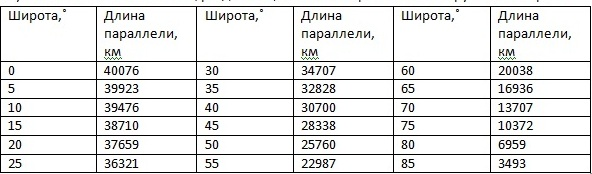 Широта,° Длина параллели, км Широта,° Длина параллели, км Широта,° Длина параллели, км
0 40076 30 34707 60 20038
5 39923 35 32828 65 16936
10 39476 40 30700 70 13707
15 38710 45 28338 75 10372
20 37659 50 25760 80 6959
25 36321 55 22987 85 3493